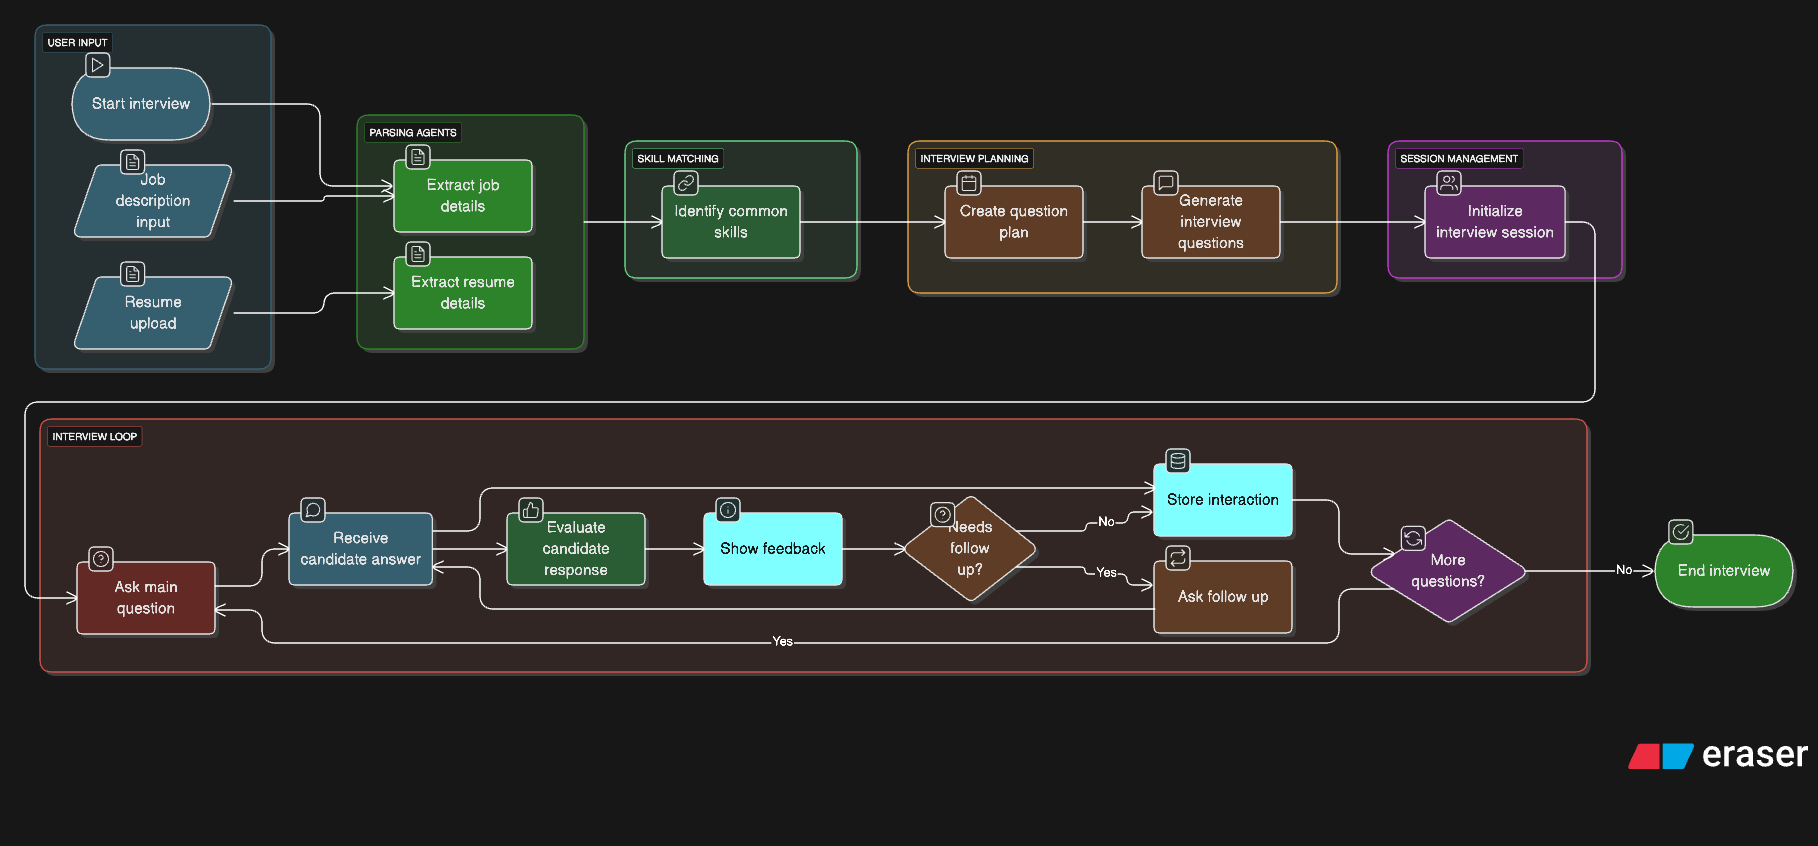 USER INPUT
Start interview
Job
description
input
Resume
upload
PARSING AGENTS
Extract job
details
Extract resume
details
SKILL MATCHING
Identify common
skills
INTERVIEW PLANNING
Create question
plan
Generate
interview
questions
SESSION MANAGEMENT
Initialize
interview session
INTERVIEW LOOP
Ask main
question
Receive
candidate answer
Evaluate
candidate
response
Show feedback
Needs
follow
up?
No
Yes
Store interaction
Ask follow up
More
questions?
Yes
No
End interview
eraser